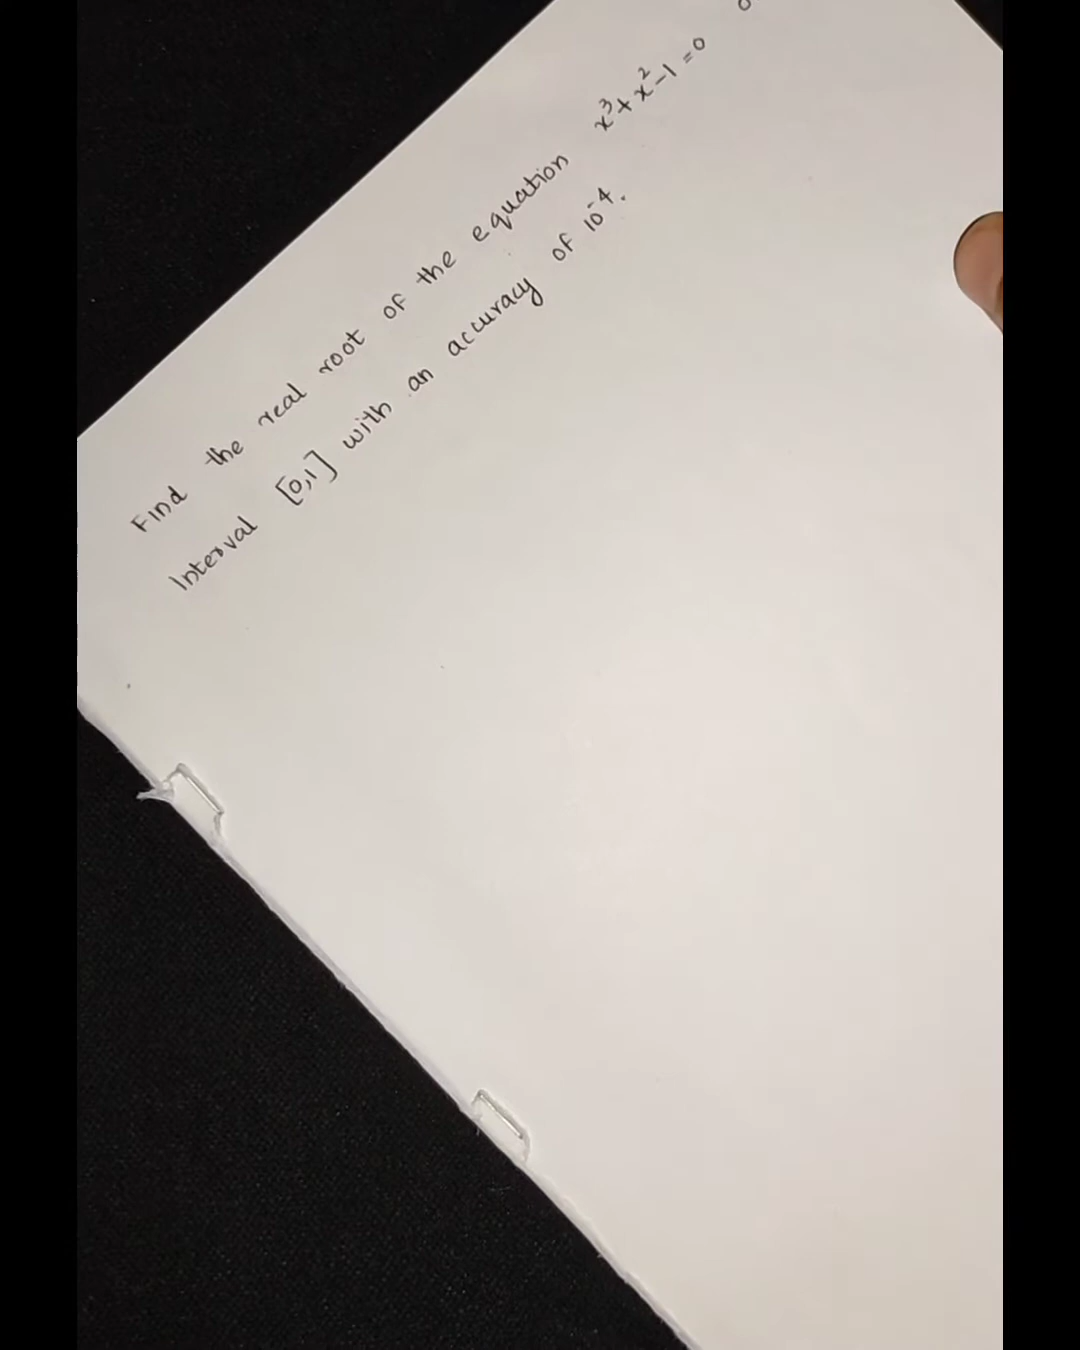 Find the real root of the equation x³+x²-1=0
Interval [0,1] with an accuracy of 10⁻⁴.